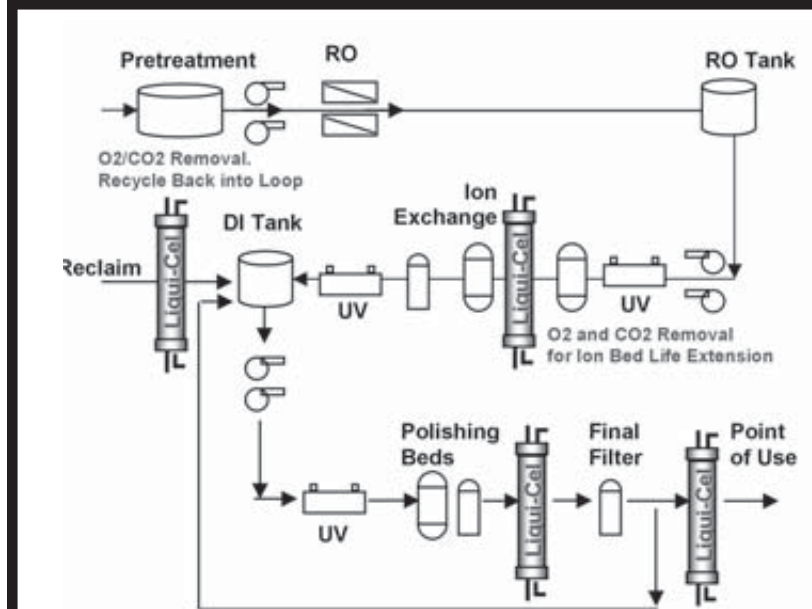 Pretreatment
RO
RO Tank
O2/CO2 Removal.
Recycle Back into Loop
Ion
Exchange
DI Tank
Reclaim
Liqui-Cel
Liqui-Cel
UV
UV
O2 and CO2 Removal
for Ion Bed Life Extension
Polishing
Beds
Final
Filter
Point
of Use
Liqui-Cel
Liqui-Cel
UV